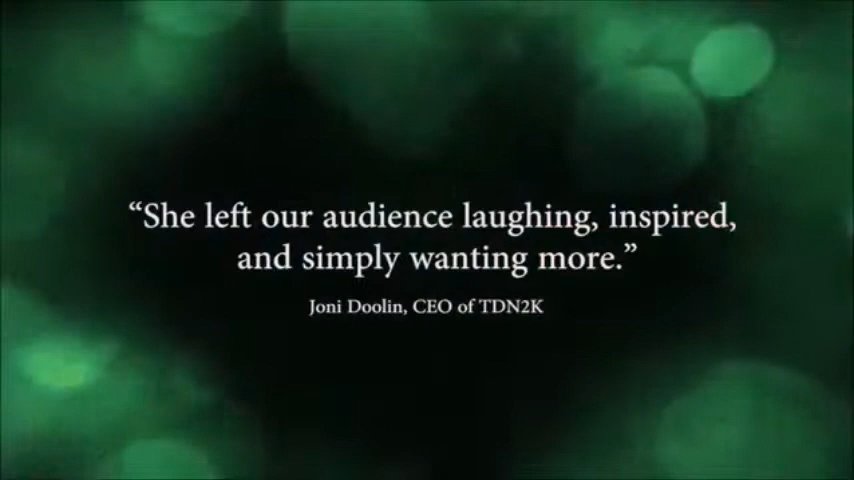 “She left our audience laughing, inspired,
and simply wanting more.”
Joni Doolin, CEO of TDN2K